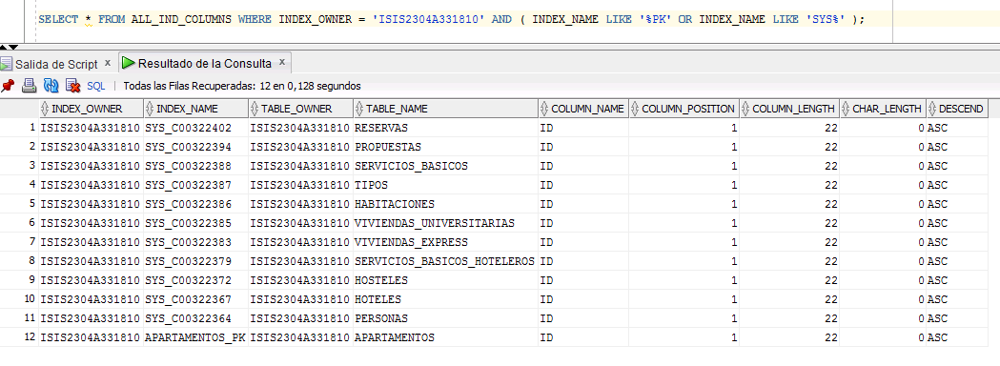 SELECT * FROM ALL_IND_COLUMNS WHERE INDEX_OWNER = 'ISIS2304A331810' AND ( INDEX_NAME LIKE '%PK' OR INDEX_NAME LIKE 'SYS%' );
Salida de Script x Resultado de la Consulta x
SQL | Todas las Filas Recuperadas: 12 en 0,128 segundos
INDEX_OWNER INDEX_NAME TABLE_OWNER TABLE_NAME COLUMN_NAME COLUMN_POSITION COLUMN_LENGTH CHAR_LENGTH DESCEND
1 ISIS2304A331810 SYS_C00322402 ISIS2304A331810 RESERVAS ID 1 22 0 ASC
2 ISIS2304A331810 SYS_C00322394 ISIS2304A331810 PROPUESTAS ID 1 22 0 ASC
3 ISIS2304A331810 SYS_C00322388 ISIS2304A331810 SERVICIOS_BASICOS ID 1 22 0 ASC
4 ISIS2304A331810 SYS_C00322387 ISIS2304A331810 TIPOS ID 1 22 0 ASC
5 ISIS2304A331810 SYS_C00322386 ISIS2304A331810 HABITACIONES ID 1 22 0 ASC
6 ISIS2304A331810 SYS_C00322385 ISIS2304A331810 VIVIENDAS_UNIVERSITARIAS ID 1 22 0 ASC
7 ISIS2304A331810 SYS_C00322383 ISIS2304A331810 VIVIENDAS_EXPRESS ID 1 22 0 ASC
8 ISIS2304A331810 SYS_C00322379 ISIS2304A331810 SERVICIOS_BASICOS_HOTELEROS ID 1 22 0 ASC
9 ISIS2304A331810 SYS_C00322372 ISIS2304A331810 HOSTELES ID 1 22 0 ASC
10 ISIS2304A331810 SYS_C00322367 ISIS2304A331810 HOTELES ID 1 22 0 ASC
11 ISIS2304A331810 SYS_C00322364 ISIS2304A331810 PERSONAS ID 1 22 0 ASC
12 ISIS2304A331810 APARTAMENTOS_PK ISIS2304A331810 APARTAMENTOS ID 1 22 0 ASC